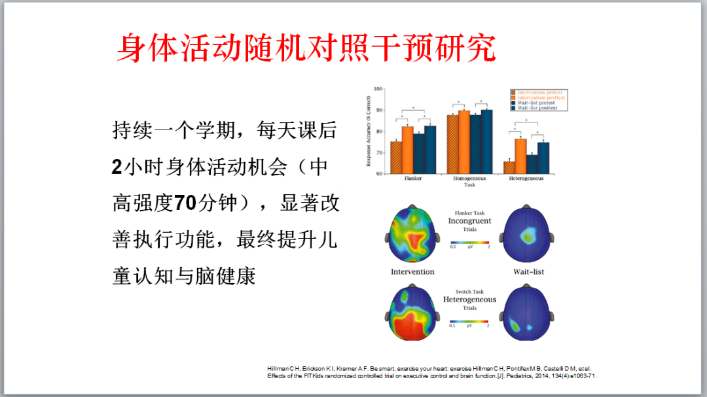 身体活动随机对照干预研究
持续一个学期，每天课后
2小时身体活动机会（中
高强度70分钟），显著改
善执行功能，最终提升儿
童认知与脑健康
Response Accuracy (% Correct)
100
90
80
70
60
Intervention pretest
Intervention posttest
Wait-list pretest
Wait-list posttest
Flanker
Homogeneous
Heterogeneous
Task
Flanker Task
Incongruent
Trials
0.1 μV 2
Intervention
Wait-list
Switch Task
Heterogeneous
Trials
0.1 μV 2
Hillman C H, Erickson K I, Kramer A F. Be smart, exercise your heart: exercise Hillman C H, Pontifex M B, Castelli D M, et al.
Effects of the FITKids randomized controlled trial on executive control and brain function.[J]. Pediatrics, 2014, 134(4):e1063-71.